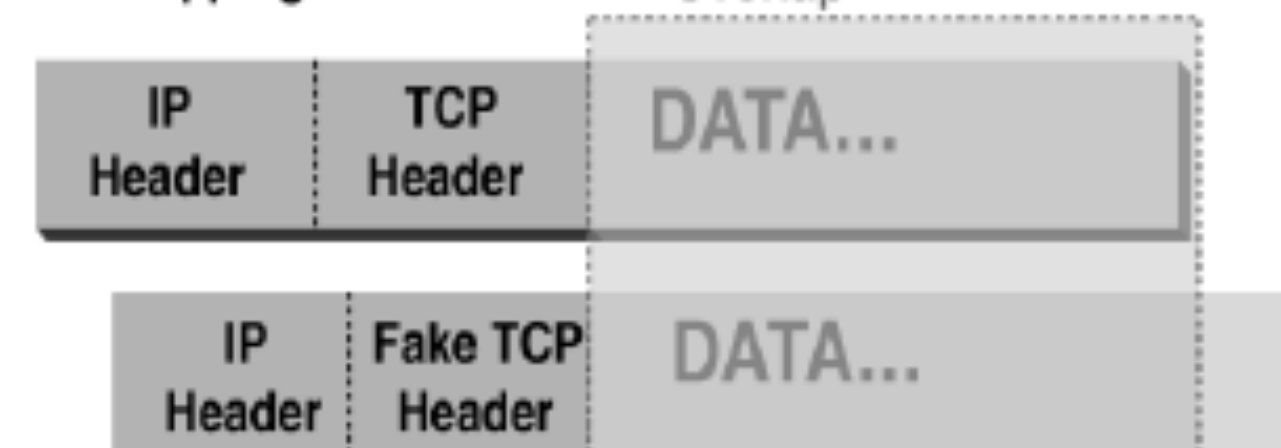 IP
Header
TCP
Header
DATA...
IP
Header
Fake TCP
Header
DATA...